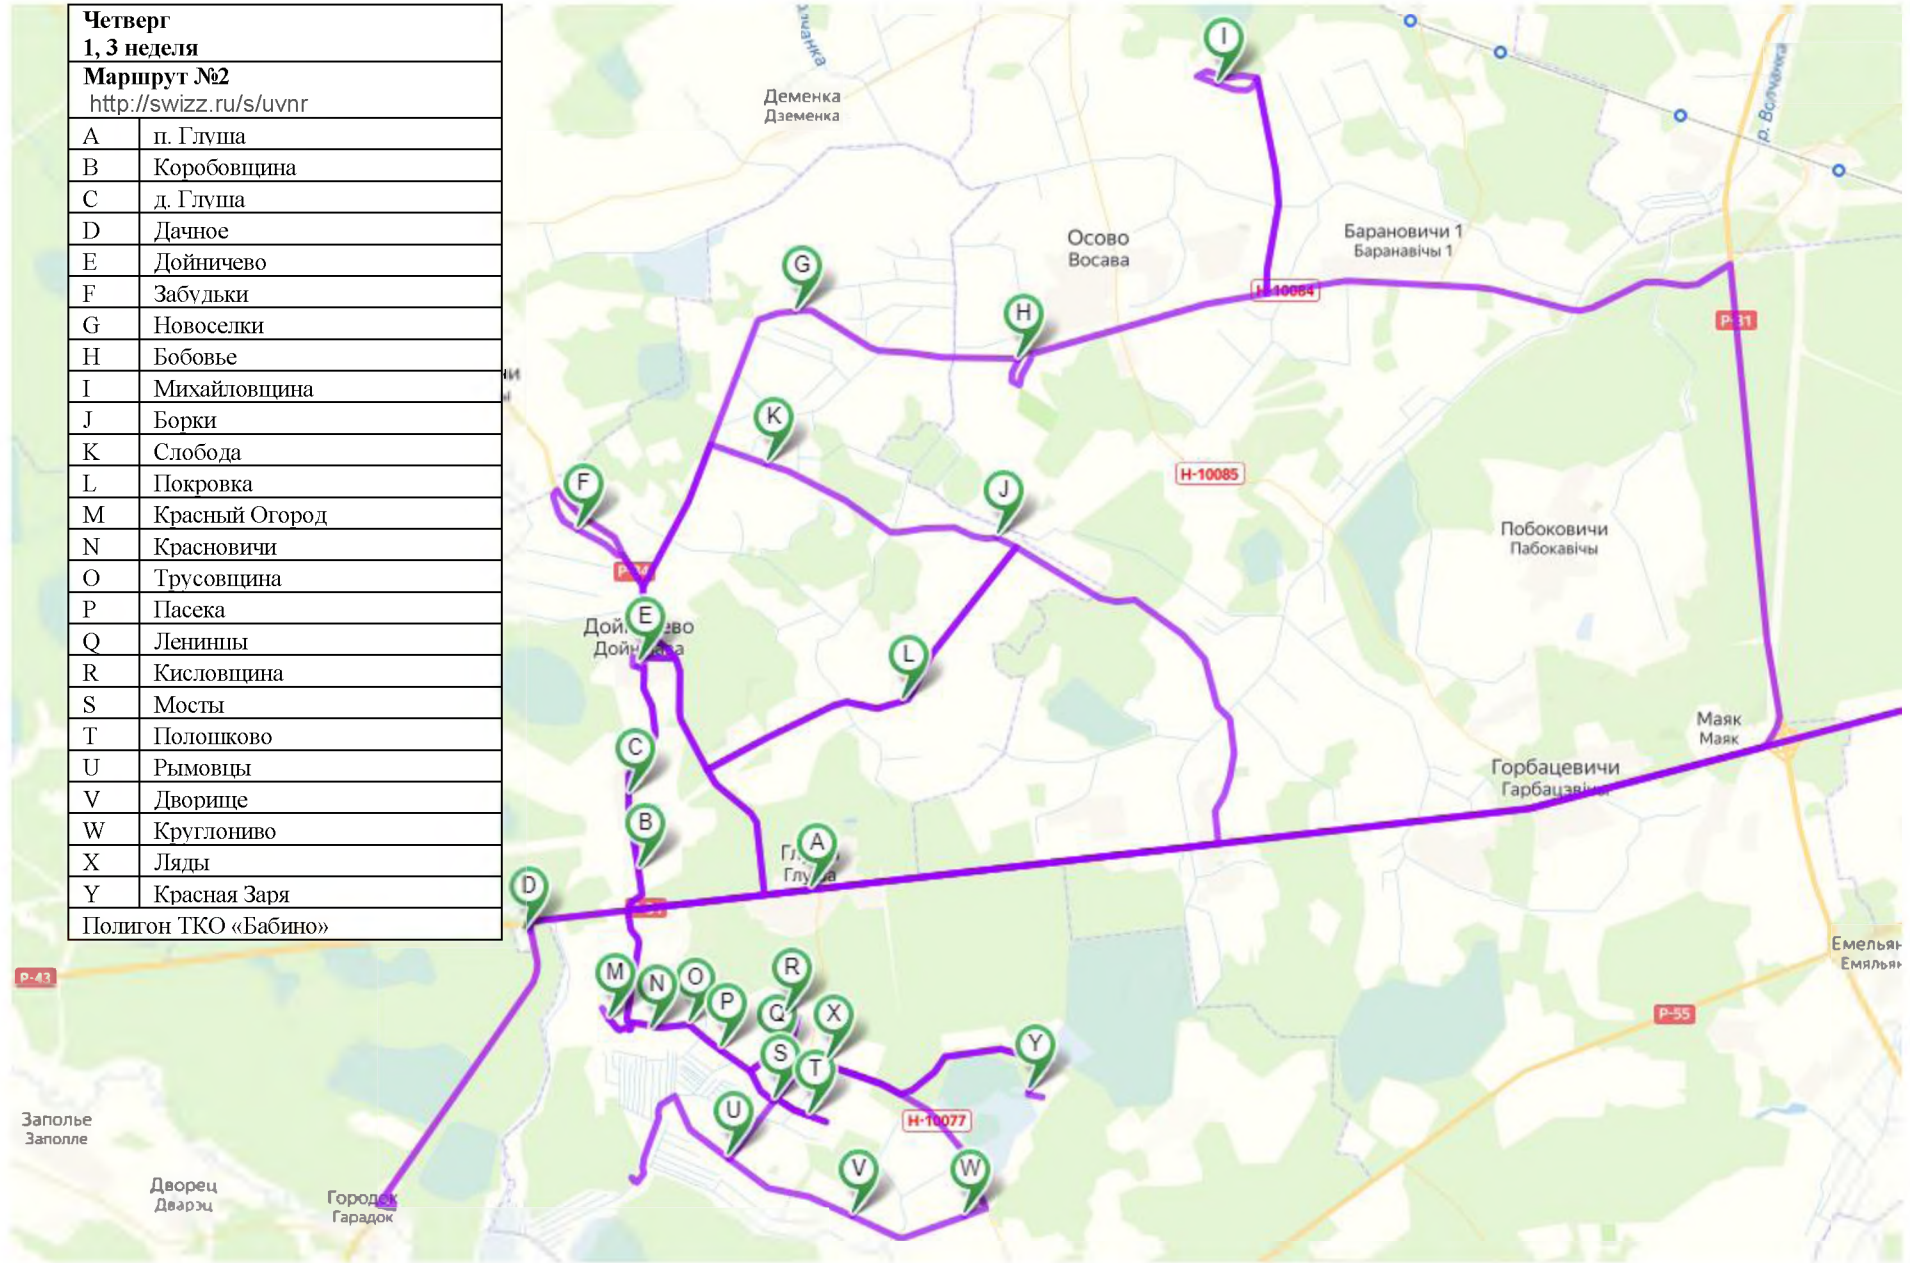 Четверг
1, 3 неделя
Маршрут №2
http://swizz.ru/s/uvnr
A п. Глуша
B Коробовщина
C д. Глуша
D Дачное
E Дойничево
F Забудьки
G Новоселки
H Бобовье
I Михайловщина
J Борки
K Слобода
L Покровка
M Красный Огород
N Красновичи
O Трусовщина
P Пасека
Q Ленинцы
R Кисловщина
S Мосты
T Полошково
U Рымовцы
V Дворище
W Круглониво
X Ляды
Y Красная Заря
Полигон ТКО «Бабино»
I
Деменка
Дземенка
р. Волчанка
Осово
Восава
Барановичи 1
Баранавічы 1
G
H-10084
H
P-31
K
H-10085
F
J
Побоковичи
Пабокавічы
E
L
C
Маяк
Маяк
Горбацевичи
Гарбацэвічы
B
A
D
P-43
Емельян
Емяльян
M
N
O
P
R
Q
X
P-55
S
T
Y
U
H-10077
Заполье
Заполле
V
W
Дворец
Дварэц
Городок
Гарадок